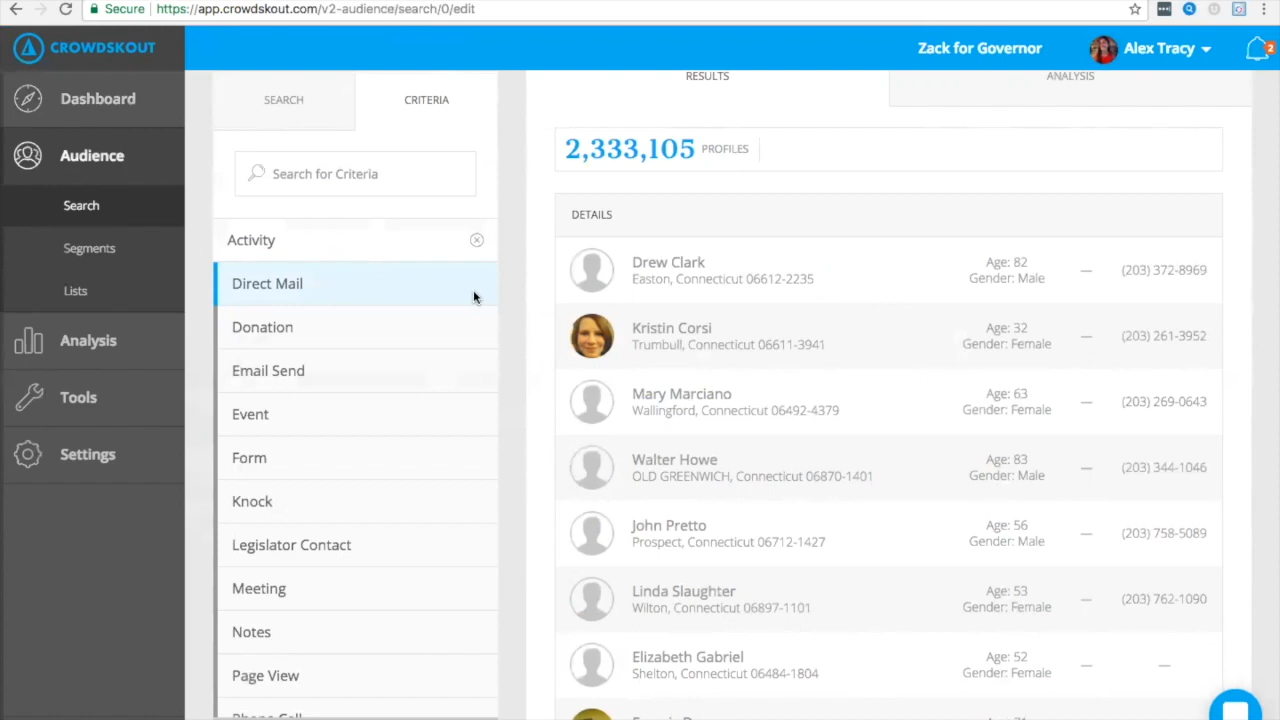 Secure https://app.crowdskout.com/v2-audience/search/0/edit
CROWDSKOUT
Zack for Governor
Alex Tracy
2
Dashboard
Audience
Search
Segments
Lists
Analysis
Tools
Settings
SEARCH
CRITERIA
Search for Criteria
Activity
Direct Mail
Donation
Email Send
Event
Form
Knock
Legislator Contact
Meeting
Notes
Page View
Phone Call
RESULTS
ANALYSIS
2,333,105 PROFILES
DETAILS
Drew Clark
Easton, Connecticut 06612-2235
Age: 82
Gender: Male
—
(203) 372-8969
Kristin Corsi
Trumbull, Connecticut 06611-3941
Age: 32
Gender: Female
—
(203) 261-3952
Mary Marciano
Wallingford, Connecticut 06492-4379
Age: 63
Gender: Female
—
(203) 269-0643
Walter Howe
OLD GREENWICH, Connecticut 06870-1401
Age: 83
Gender: Male
—
(203) 344-1046
John Pretto
Prospect, Connecticut 06712-1427
Age: 56
Gender: Male
—
(203) 758-5089
Linda Slaughter
Wilton, Connecticut 06897-1101
Age: 53
Gender: Female
—
(203) 762-1090
Elizabeth Gabriel
Shelton, Connecticut 06484-1804
Age: 52
Gender: Female
—
—